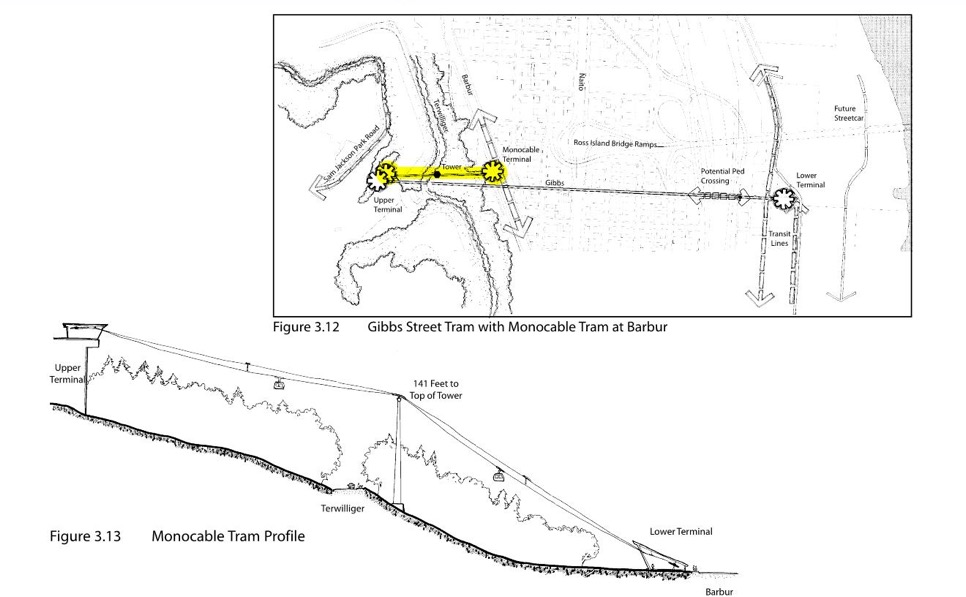 Barbur
Naito
Terwilliger
Future
Streetcar
Sam Jackson Park Road
Monocable
Terminal
Ross Island Bridge Ramps
Tower
Potential Ped
Crossing
Lower
Terminal
Gibbs
Upper
Terminal
Transit
Lines
Figure 3.12 Gibbs Street Tram with Monocable Tram at Barbur
Upper
Terminal
141 Feet to
Top of Tower
Terwilliger
Lower Terminal
Figure 3.13 Monocable Tram Profile
Barbur